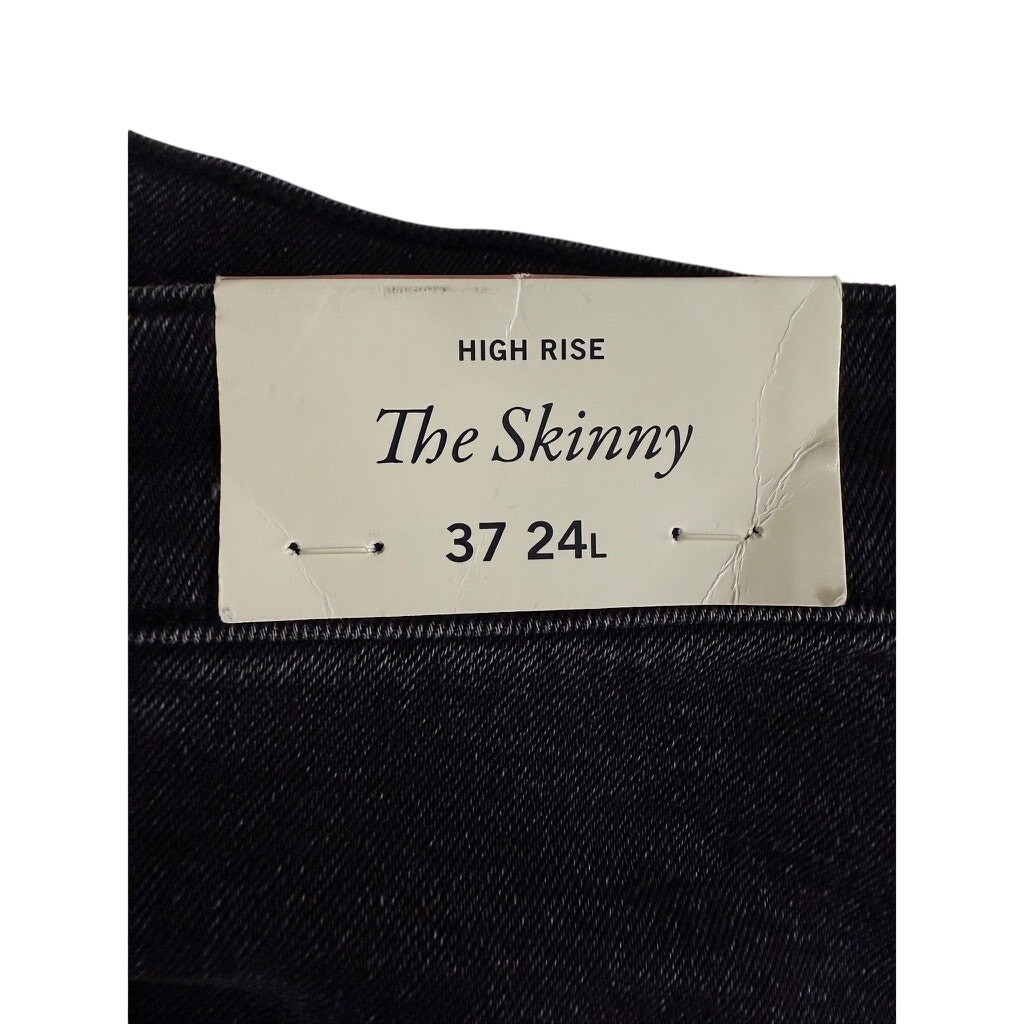 HIGH RISE
The Skinny
37 24L